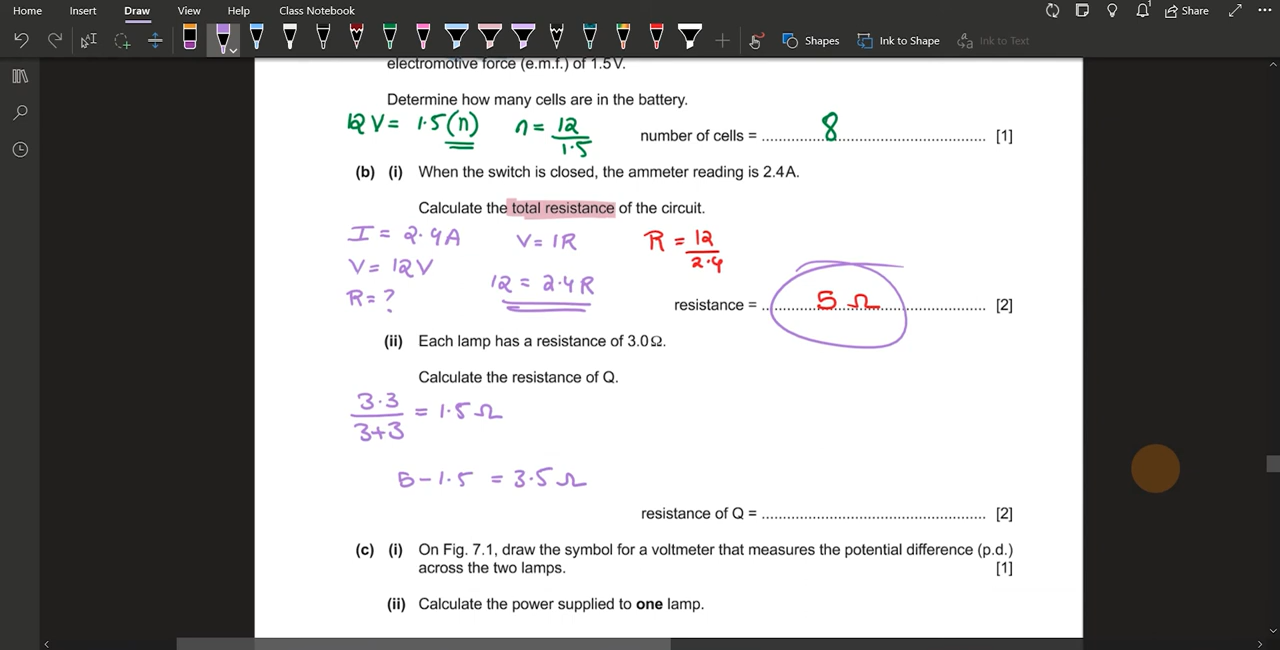 Home Insert Draw View Help Class Notebook Share
Shapes Ink to Shape Ink to Text
electromotive force (e.m.f.) of 1.5 V.
Determine how many cells are in the battery.
12 V = 1.5 (n) n = 12 / 1.5
number of cells = 8 [1]
(b) (i) When the switch is closed, the ammeter reading is 2.4 A.
Calculate the total resistance of the circuit.
I = 2.4A V = IR R = 12 / 2.4
V = 12V
12 = 2.4 R
R = ?
resistance = 5 Ω [2]
(ii) Each lamp has a resistance of 3.0 Ω.
Calculate the resistance of Q.
3.3 / 3+3 = 1.5 Ω
5 - 1.5 = 3.5 Ω
resistance of Q = [2]
(c) (i) On Fig. 7.1, draw the symbol for a voltmeter that measures the potential difference (p.d.)
across the two lamps. [1]
(ii) Calculate the power supplied to one lamp.